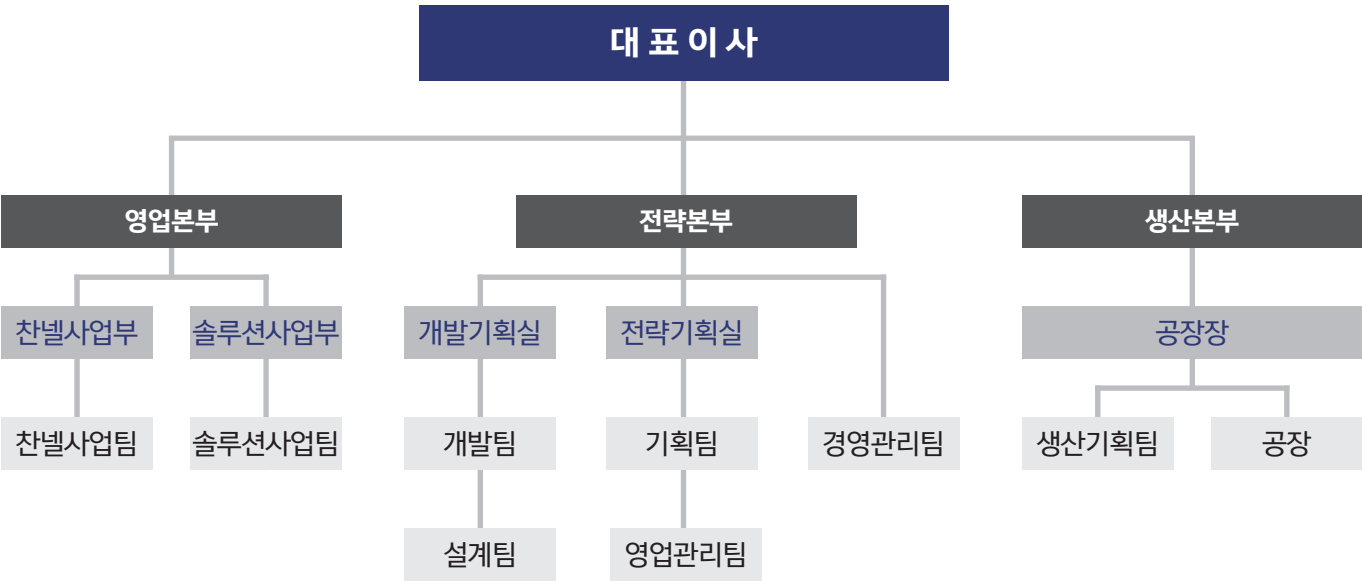 대표이사
영업본부
전략본부
생산본부
찬넬사업부
솔루션사업부
개발기획실
전략기획실
공장장
찬넬사업팀
솔루션사업팀
개발팀
기획팀
경영관리팀
생산기획팀
공장
설계팀
영업관리팀